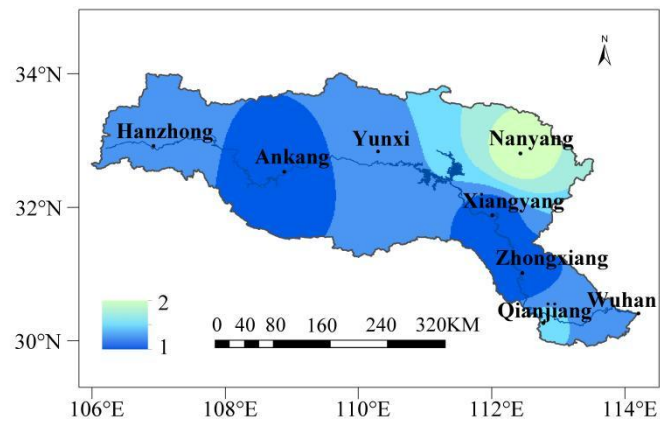 N
34°N
Hanzhong
Yunxi
Nanyang
Ankang
32°N
Xiangyang
Zhongxiang
2
1
Qianjiang
Wuhan
0 40 80 160 240 320KM
30°N
106°E 108°E 110°E 112°E 114°E